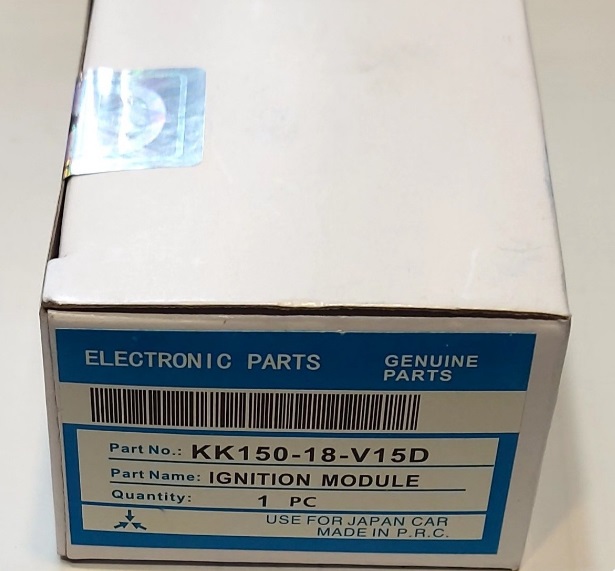 ELECTRONIC PARTS
GENUINE
PARTS
Part No.: KK150-18-V15D
Part Name: IGNITION MODULE
Quantity: 1 PC
USE FOR JAPAN CAR
MADE IN P.R.C.